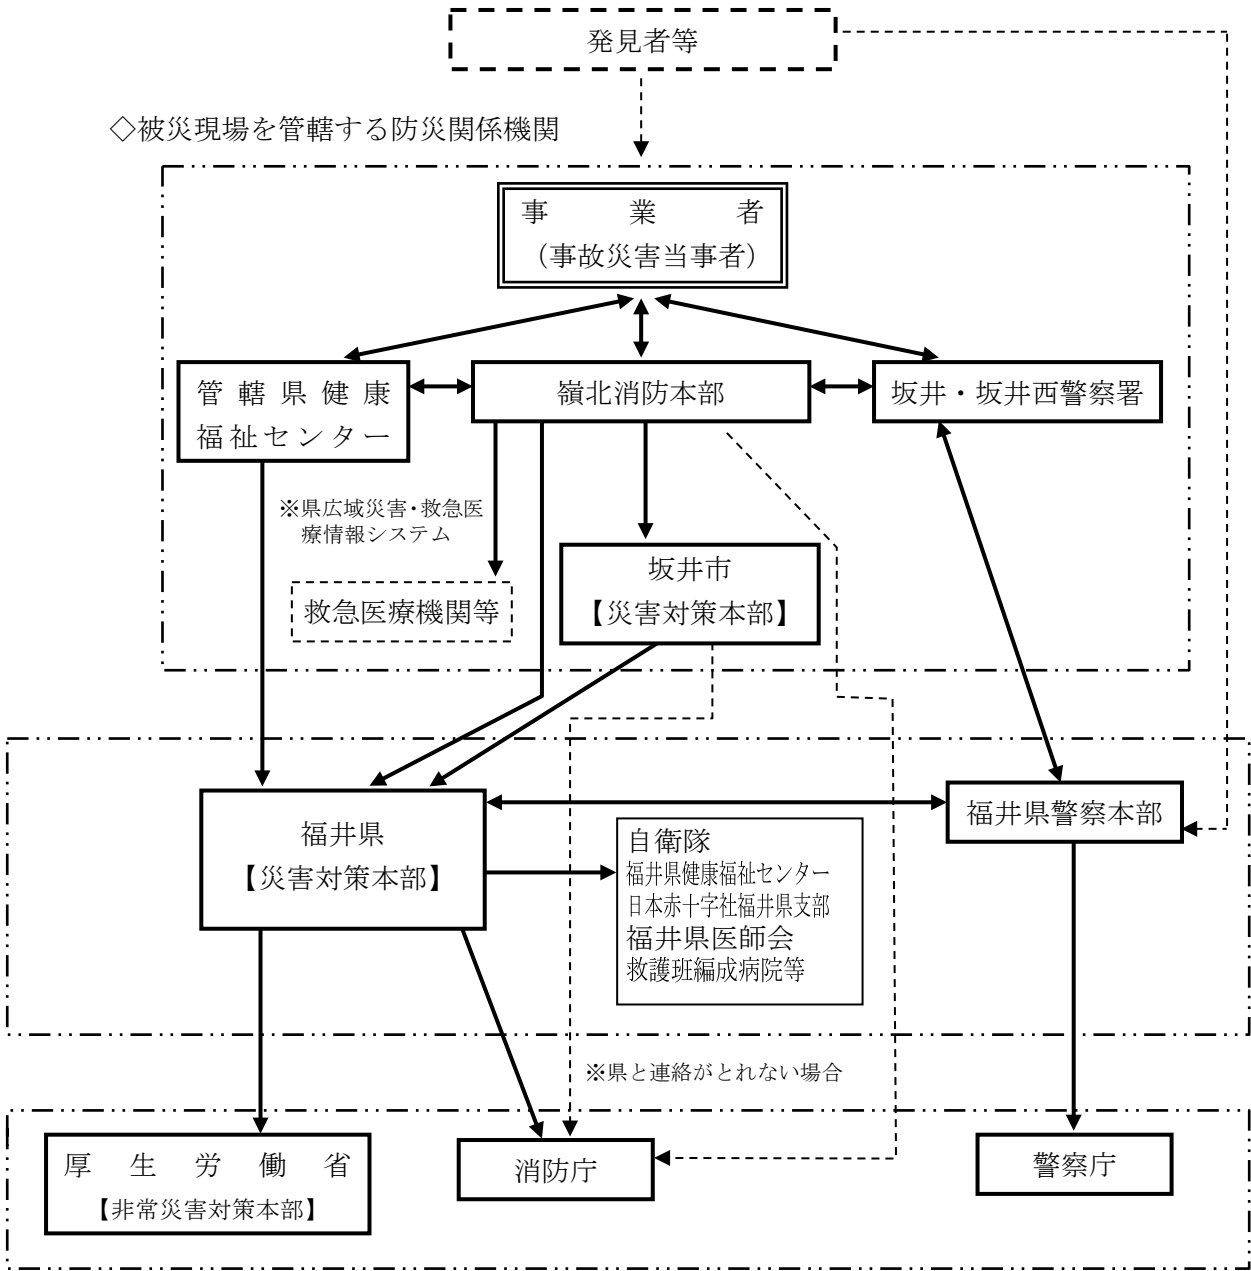 発見者等
◇被災現場を管轄する防災関係機関
事業者
（事故災害当事者）
管轄県健康
福祉センター
嶺北消防本部
坂井・坂井西警察署
※県広域災害・救急医
療情報システム
坂井市
【災害対策本部】
救急医療機関等
福井県
【災害対策本部】
福井県警察本部
自衛隊
福井県健康福祉センター
日本赤十字社福井県支部
福井県医師会
救護班編成病院等
※県と連絡がとれない場合
厚生労働省
【非常災害対策本部】
消防庁
警察庁